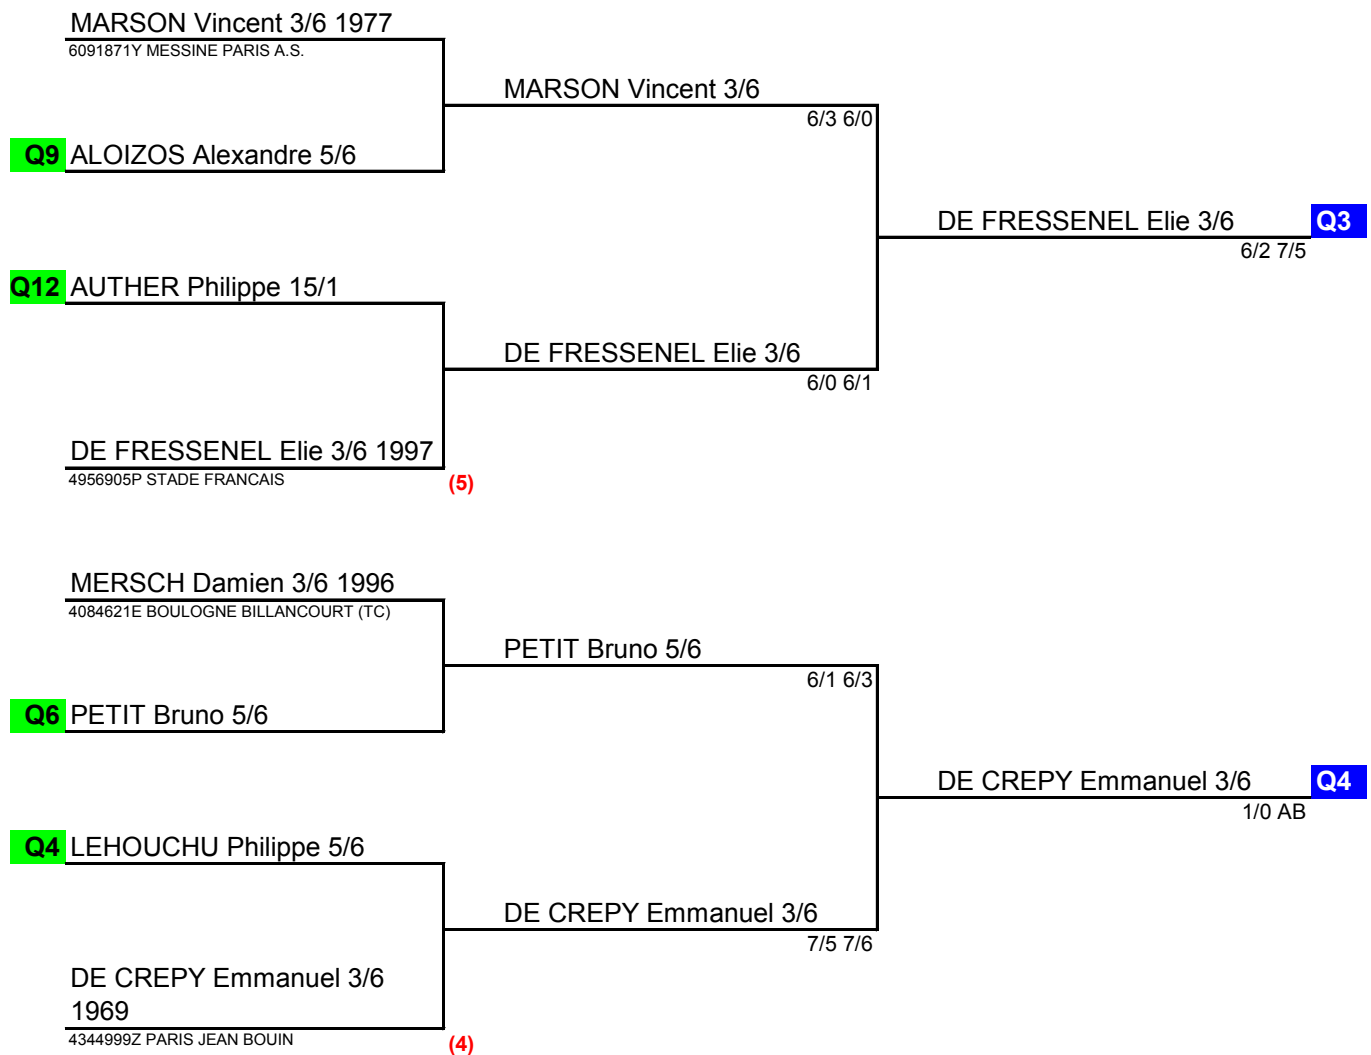 MARSON Vincent 3/6 1977
6091871Y MESSINE PARIS A.S.
MARSON Vincent 3/6
6/3 6/0
Q9 ALOIZOS Alexandre 5/6
DE FRESSENEL Elie 3/6 Q3
6/2 7/5
Q12 AUTHER Philippe 15/1
DE FRESSENEL Elie 3/6
6/0 6/1
DE FRESSENEL Elie 3/6 1997
4956905P STADE FRANCAIS
(5)
MERSCH Damien 3/6 1996
4084621E BOULOGNE BILLANCOURT (TC)
PETIT Bruno 5/6
6/1 6/3
Q6 PETIT Bruno 5/6
DE CREPY Emmanuel 3/6 Q4
1/0 AB
Q4 LEHOUCHU Philippe 5/6
DE CREPY Emmanuel 3/6
7/5 7/6
DE CREPY Emmanuel 3/6
1969
4344999Z PARIS JEAN BOUIN
(4)